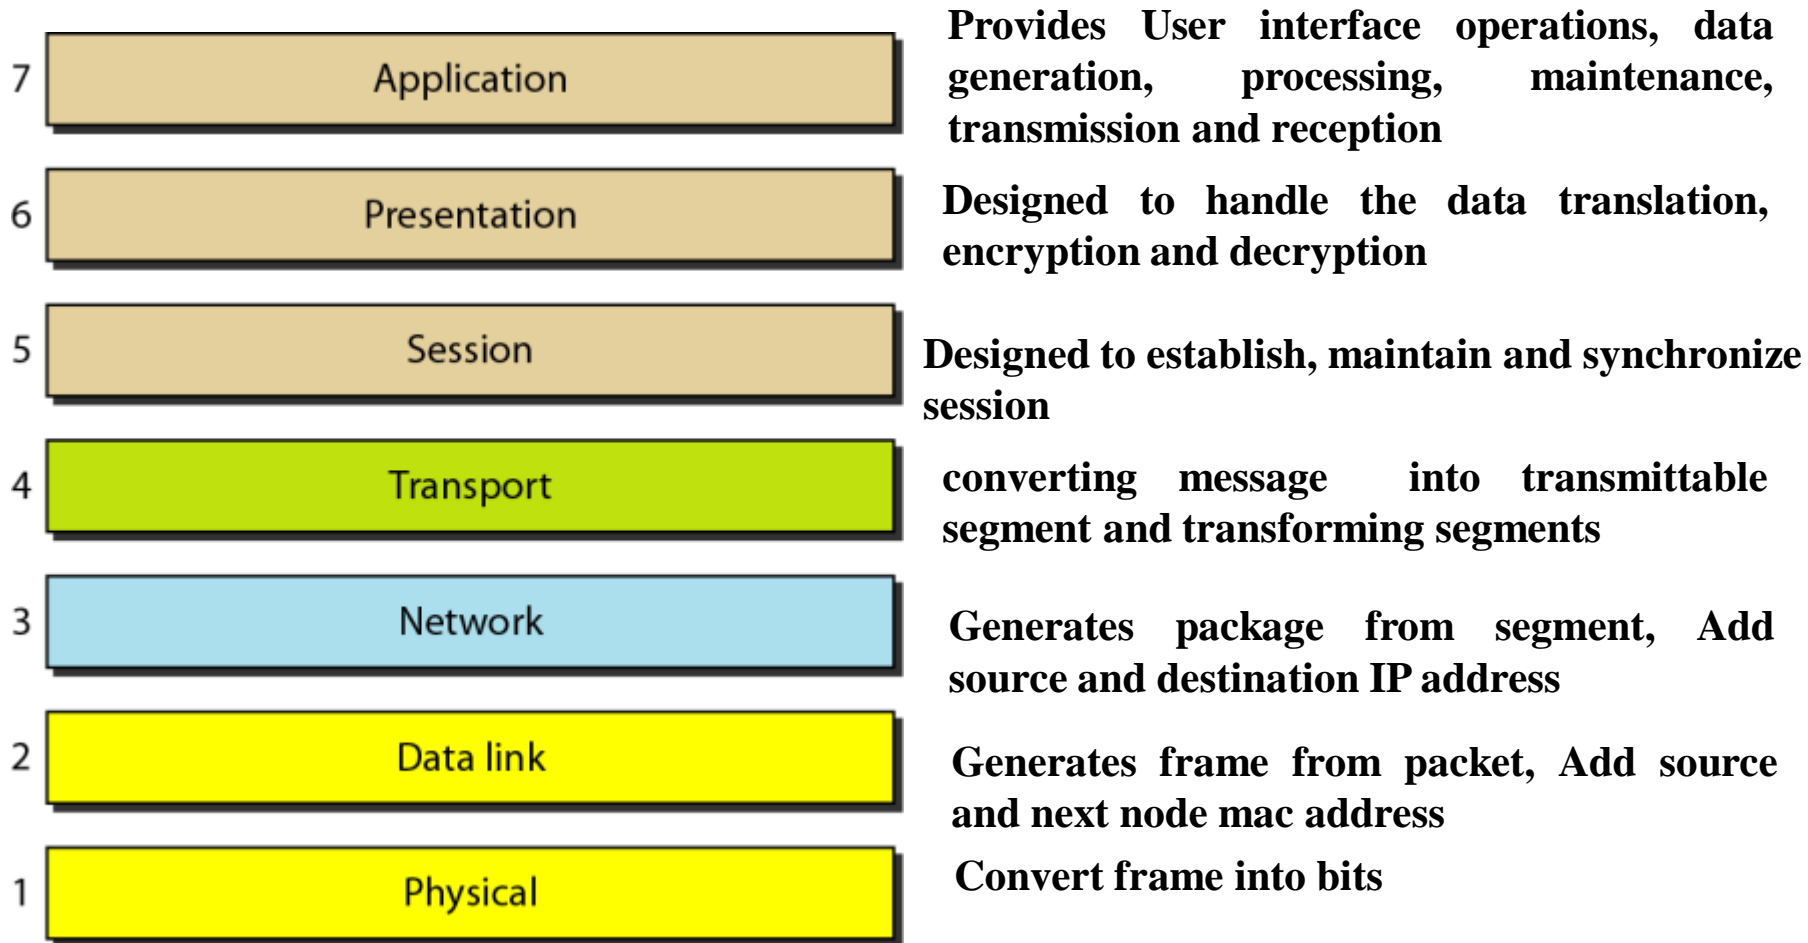 7 Application
Provides User interface operations, data
generation, processing, maintenance,
transmission and reception
6 Presentation
Designed to handle the data translation,
encryption and decryption
5 Session
Designed to establish, maintain and synchronize
session
4 Transport
converting message into transmittable
segment and transforming segments
3 Network
Generates package from segment, Add
source and destination IP address
2 Data link
Generates frame from packet, Add source
and next node mac address
1 Physical
Convert frame into bits